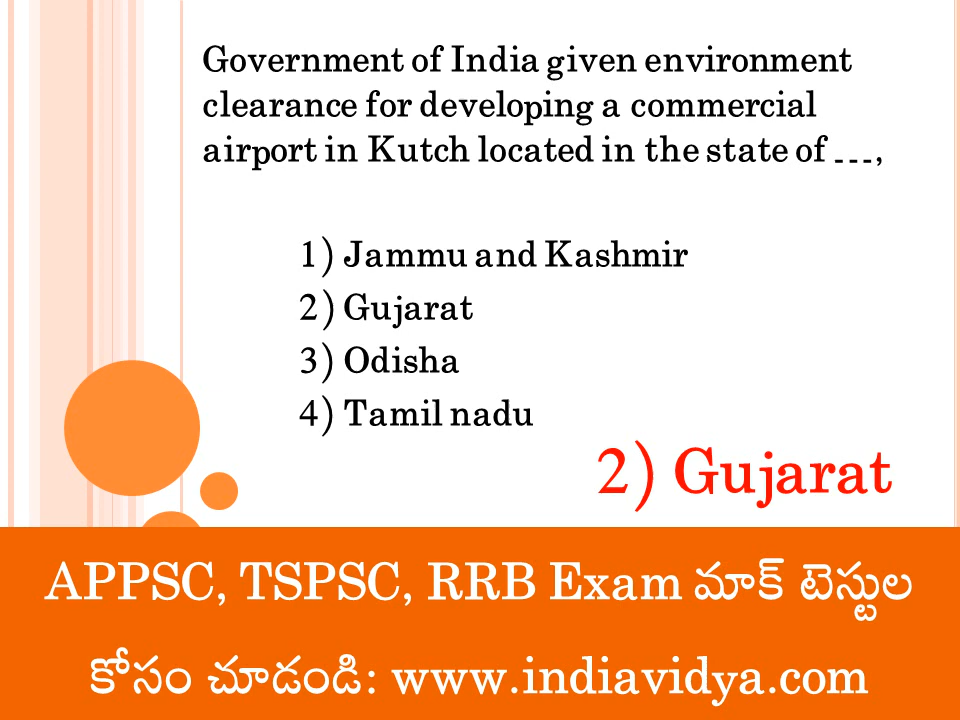 Government of India given environment
clearance for developing a commercial
airport in Kutch located in the state of ---,
1) Jammu and Kashmir
2) Gujarat
3) Odisha
4) Tamil nadu
2) Gujarat
APPSC, TSPSC, RRB Exam మాక్ టెస్టుల
కోసం చూడండి: www.indiavidya.com